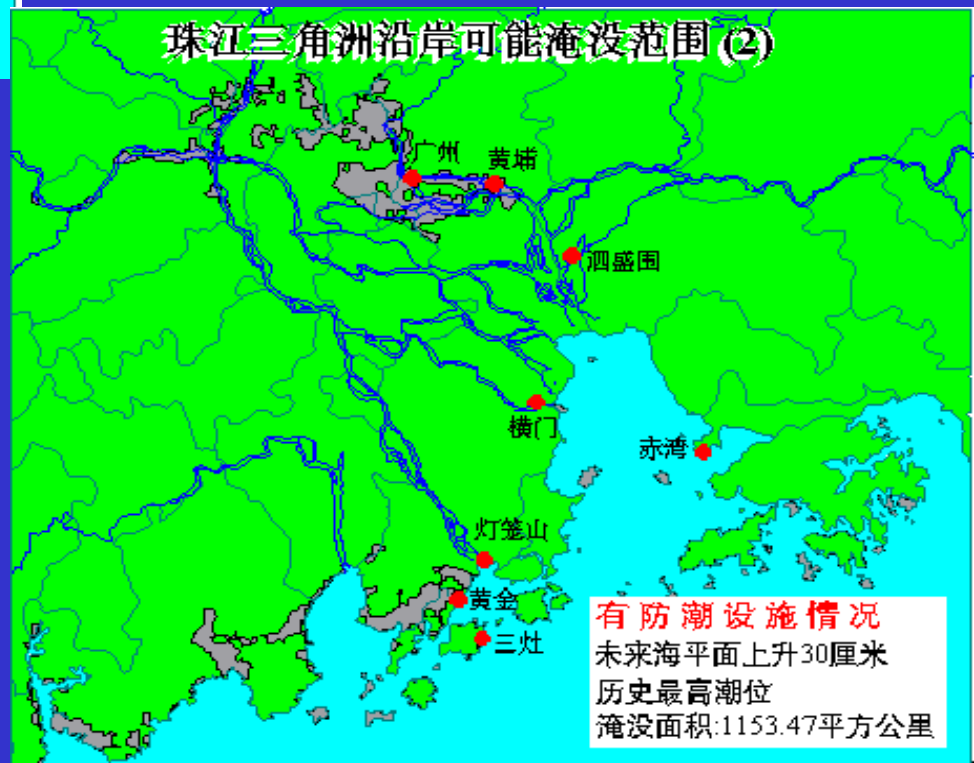 珠江三角洲沿岸可能淹没范围 (2)
广州
黄埔
泗盛围
横门
赤湾
灯笼山
黄金
三灶
有防潮设施情况
未来海平面上升30厘米
历史最高潮位
淹没面积:1153.47平方公里